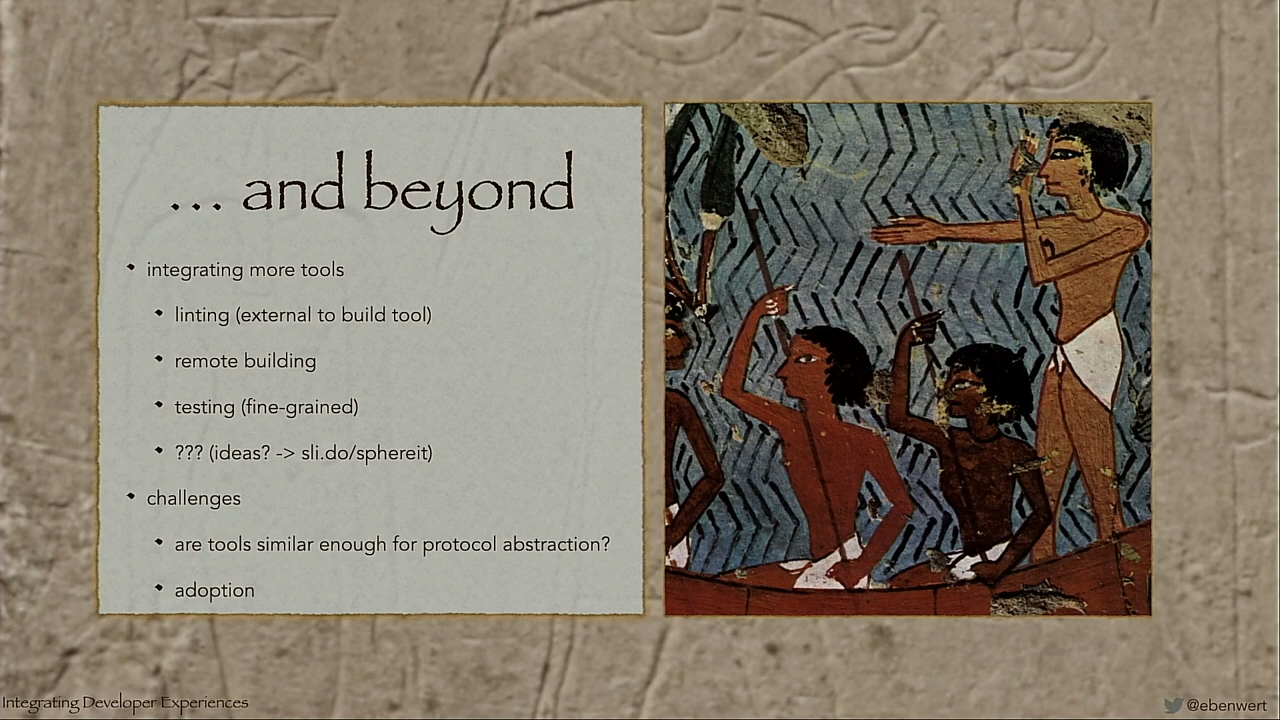 ... and beyond
integrating more tools
linting (external to build tool)
remote building
testing (fine-grained)
??? (ideas? -> sli.do/sphereit)
challenges
are tools similar enough for protocol abstraction?
adoption
Integrating Developer Experiences
@ebenwert